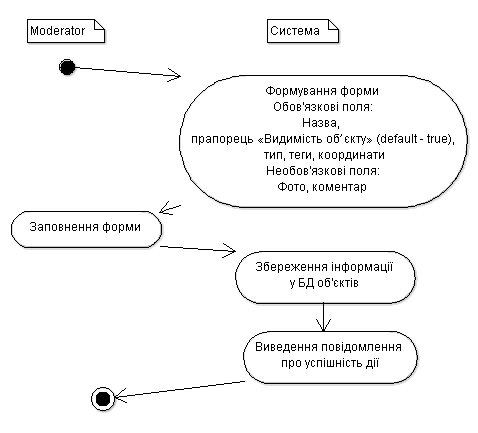 Moderator
Система
Формування форми
Обов'язкові поля:
Назва,
прапорець «Видимість об´єкту» (default - true),
тип, теги, координати
Необов'язкові поля:
Фото, коментар
Заповнення форми
Збереження інформації
у БД об'єктів
Виведення повідомлення
про успішність дії